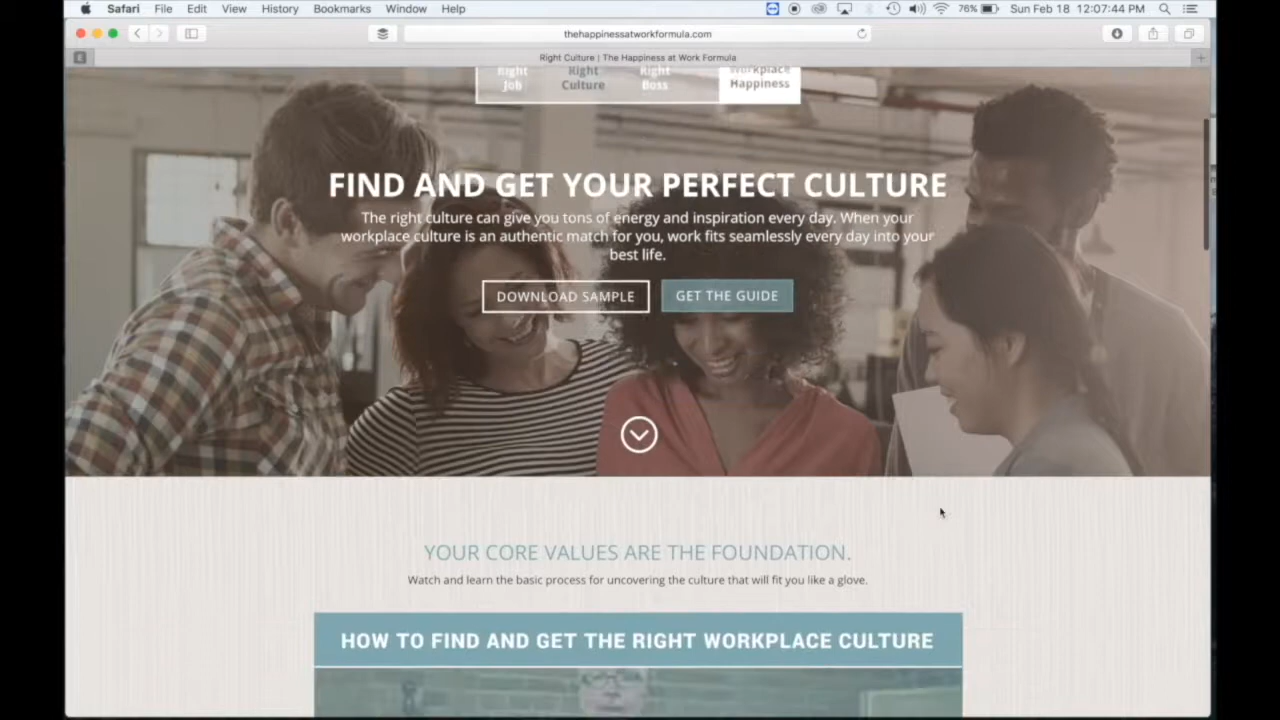 Safari File Edit View History Bookmarks Window Help 76% Sun Feb 18 12:07:44 PM
thehappinessatworkformula.com
Right Culture | The Happiness at Work Formula
Right Job
Right Culture
Right Boss
Workplace Happiness
FIND AND GET YOUR PERFECT CULTURE
The right culture can give you tons of energy and inspiration every day. When your
workplace culture is an authentic match for you, work fits seamlessly every day into your
best life.
DOWNLOAD SAMPLE GET THE GUIDE
YOUR CORE VALUES ARE THE FOUNDATION.
Watch and learn the basic process for uncovering the culture that will fit you like a glove.
HOW TO FIND AND GET THE RIGHT WORKPLACE CULTURE